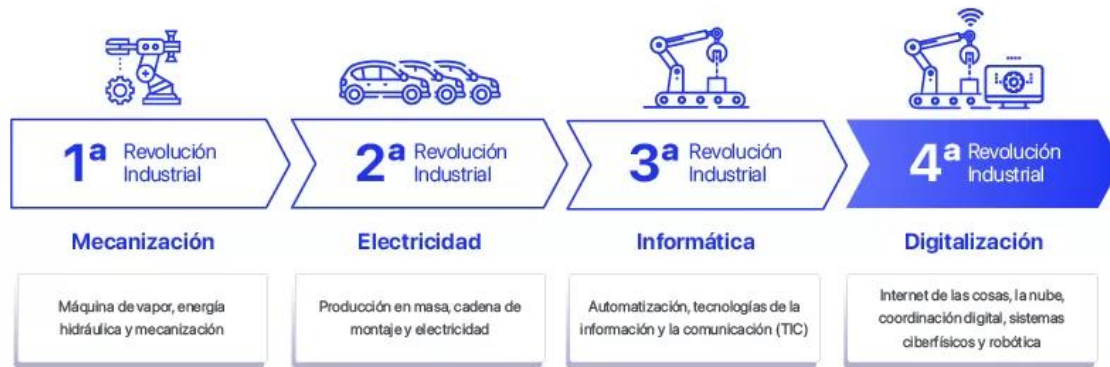 1ª Revolución
Industrial
2ª Revolución
Industrial
3ª Revolución
Industrial
4ª Revolución
Industrial
Mecanización
Electricidad
Informática
Digitalización
Máquina de vapor, energía
hidráulica y mecanización
Producción en masa, cadena de
montaje y electricidad
Automatización, tecnologías de la
información y la comunicación (TIC)
Internet de las cosas, la nube,
coordinación digital, sistemas
ciberfísicos y robótica